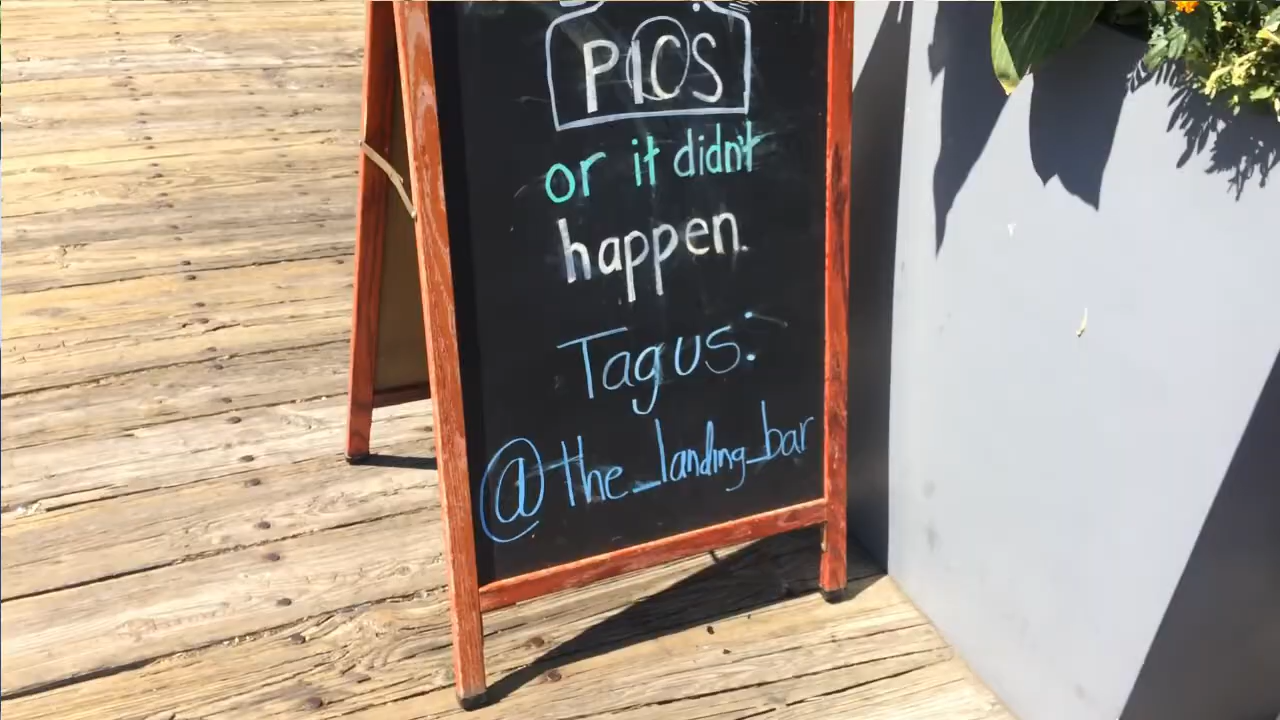 PICS
or it didn't
happen.
Tag us:
@the_landing_bar